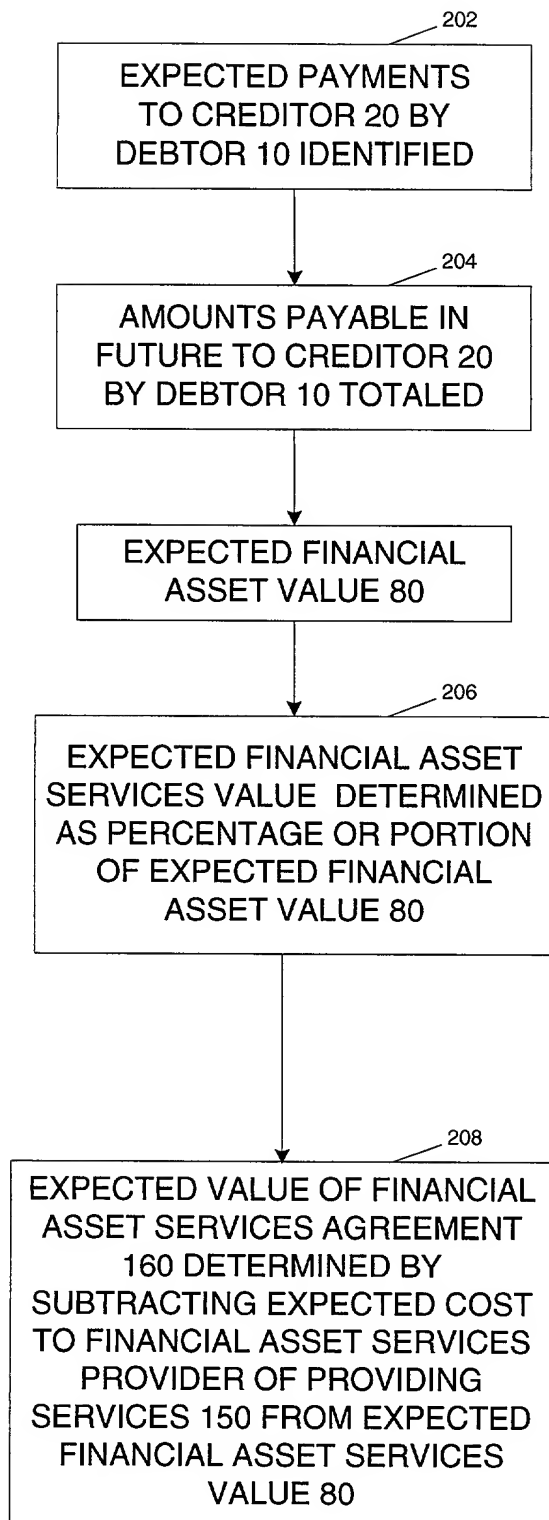 202
EXPECTED PAYMENTS
TO CREDITOR 20 BY
DEBTOR 10 IDENTIFIED
204
AMOUNTS PAYABLE IN
FUTURE TO CREDITOR 20
BY DEBTOR 10 TOTALED
EXPECTED FINANCIAL
ASSET VALUE 80
206
EXPECTED FINANCIAL ASSET
SERVICES VALUE DETERMINED
AS PERCENTAGE OR PORTION
OF EXPECTED FINANCIAL
ASSET VALUE 80
208
EXPECTED VALUE OF FINANCIAL
ASSET SERVICES AGREEMENT
160 DETERMINED BY
SUBTRACTING EXPECTED COST
TO FINANCIAL ASSET SERVICES
PROVIDER OF PROVIDING
SERVICES 150 FROM EXPECTED
FINANCIAL ASSET SERVICES
VALUE 80